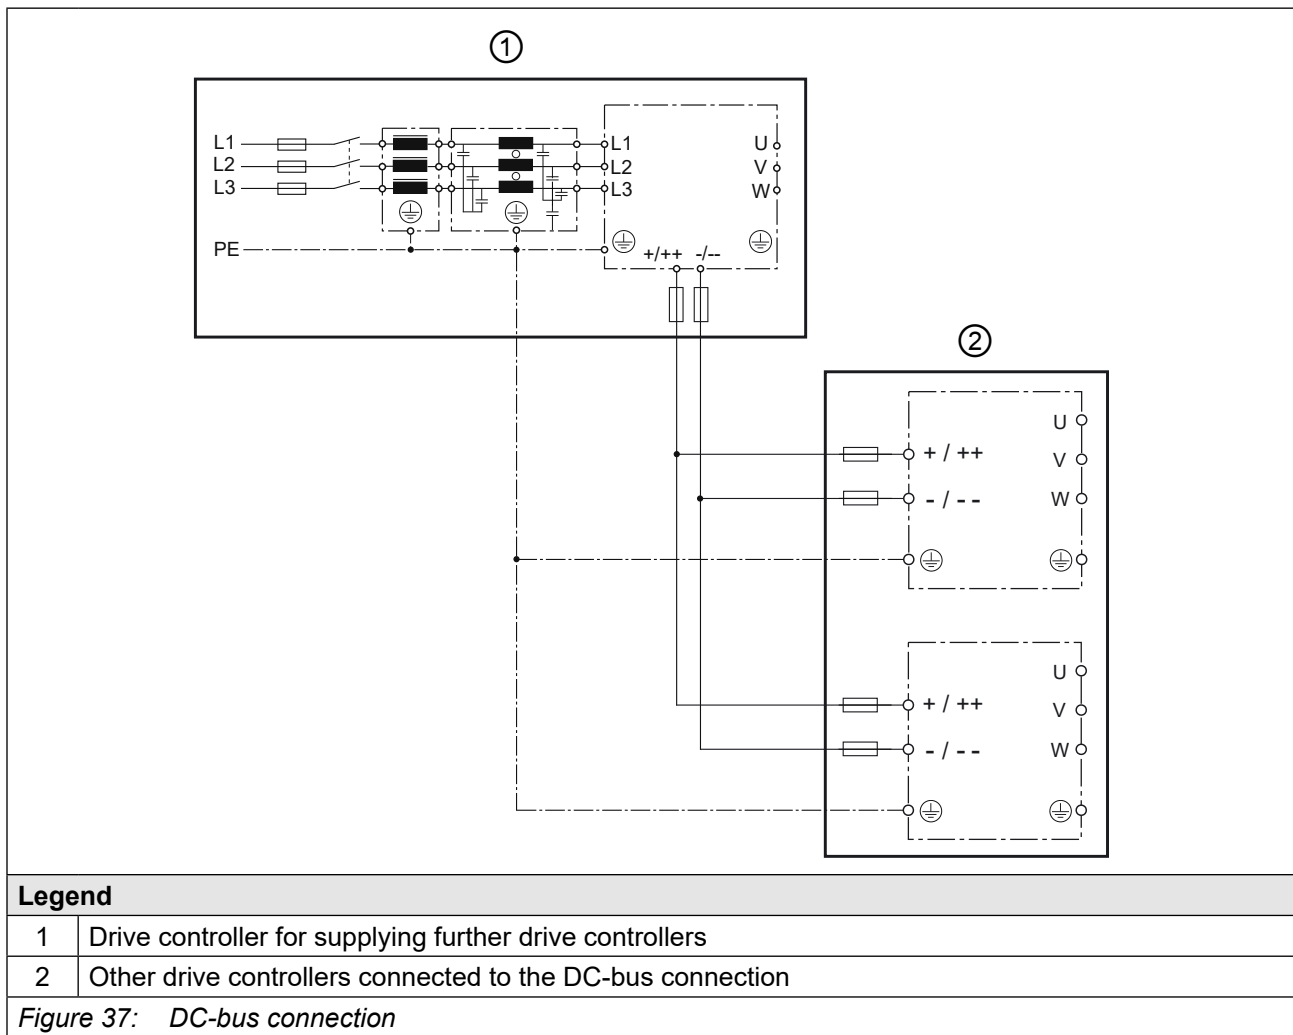 1
L1
L2
L3
PE
L1
L2
L3
U
V
W
+/++ -/--
2
U
+ / ++
V
- / - -
W
U
+ / ++
V
- / - -
W
Legend
1 Drive controller for supplying further drive controllers
2 Other drive controllers connected to the DC-bus connection
Figure 37: DC-bus connection